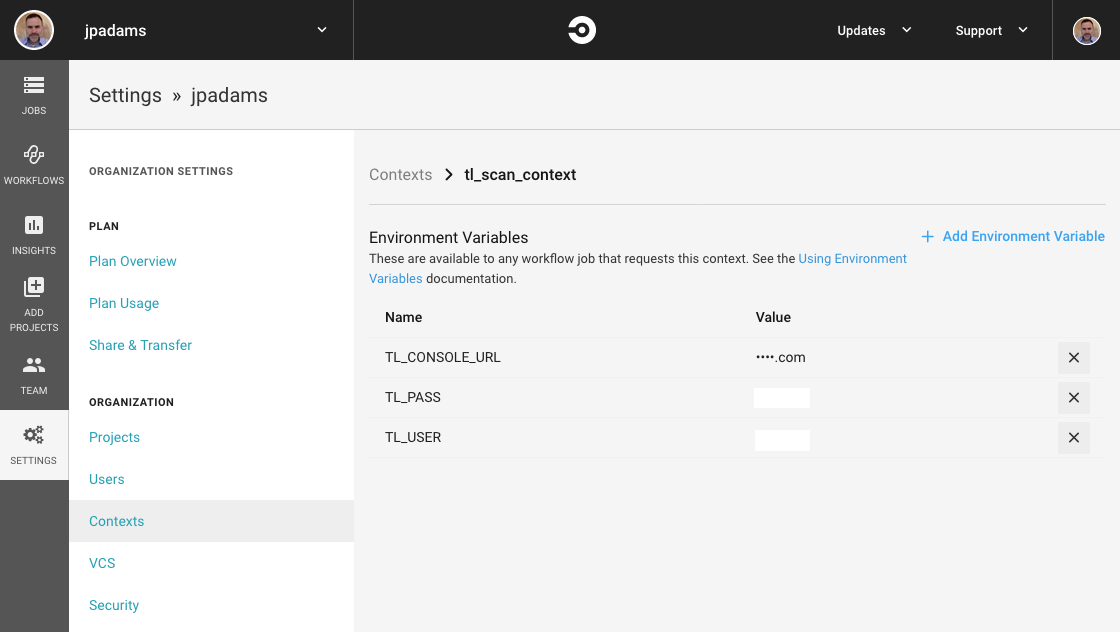 jpadams
Updates
Support
JOBS
WORKFLOWS
INSIGHTS
ADD
PROJECTS
TEAM
SETTINGS
Settings » jpadams
ORGANIZATION SETTINGS
PLAN
Plan Overview
Plan Usage
Share & Transfer
ORGANIZATION
Projects
Users
Contexts
VCS
Security
Contexts > tl_scan_context
Environment Variables
+ Add Environment Variable
These are available to any workflow job that requests this context. See the Using Environment
Variables documentation.
Name Value
TL_CONSOLE_URL ••••.com
TL_PASS
TL_USER